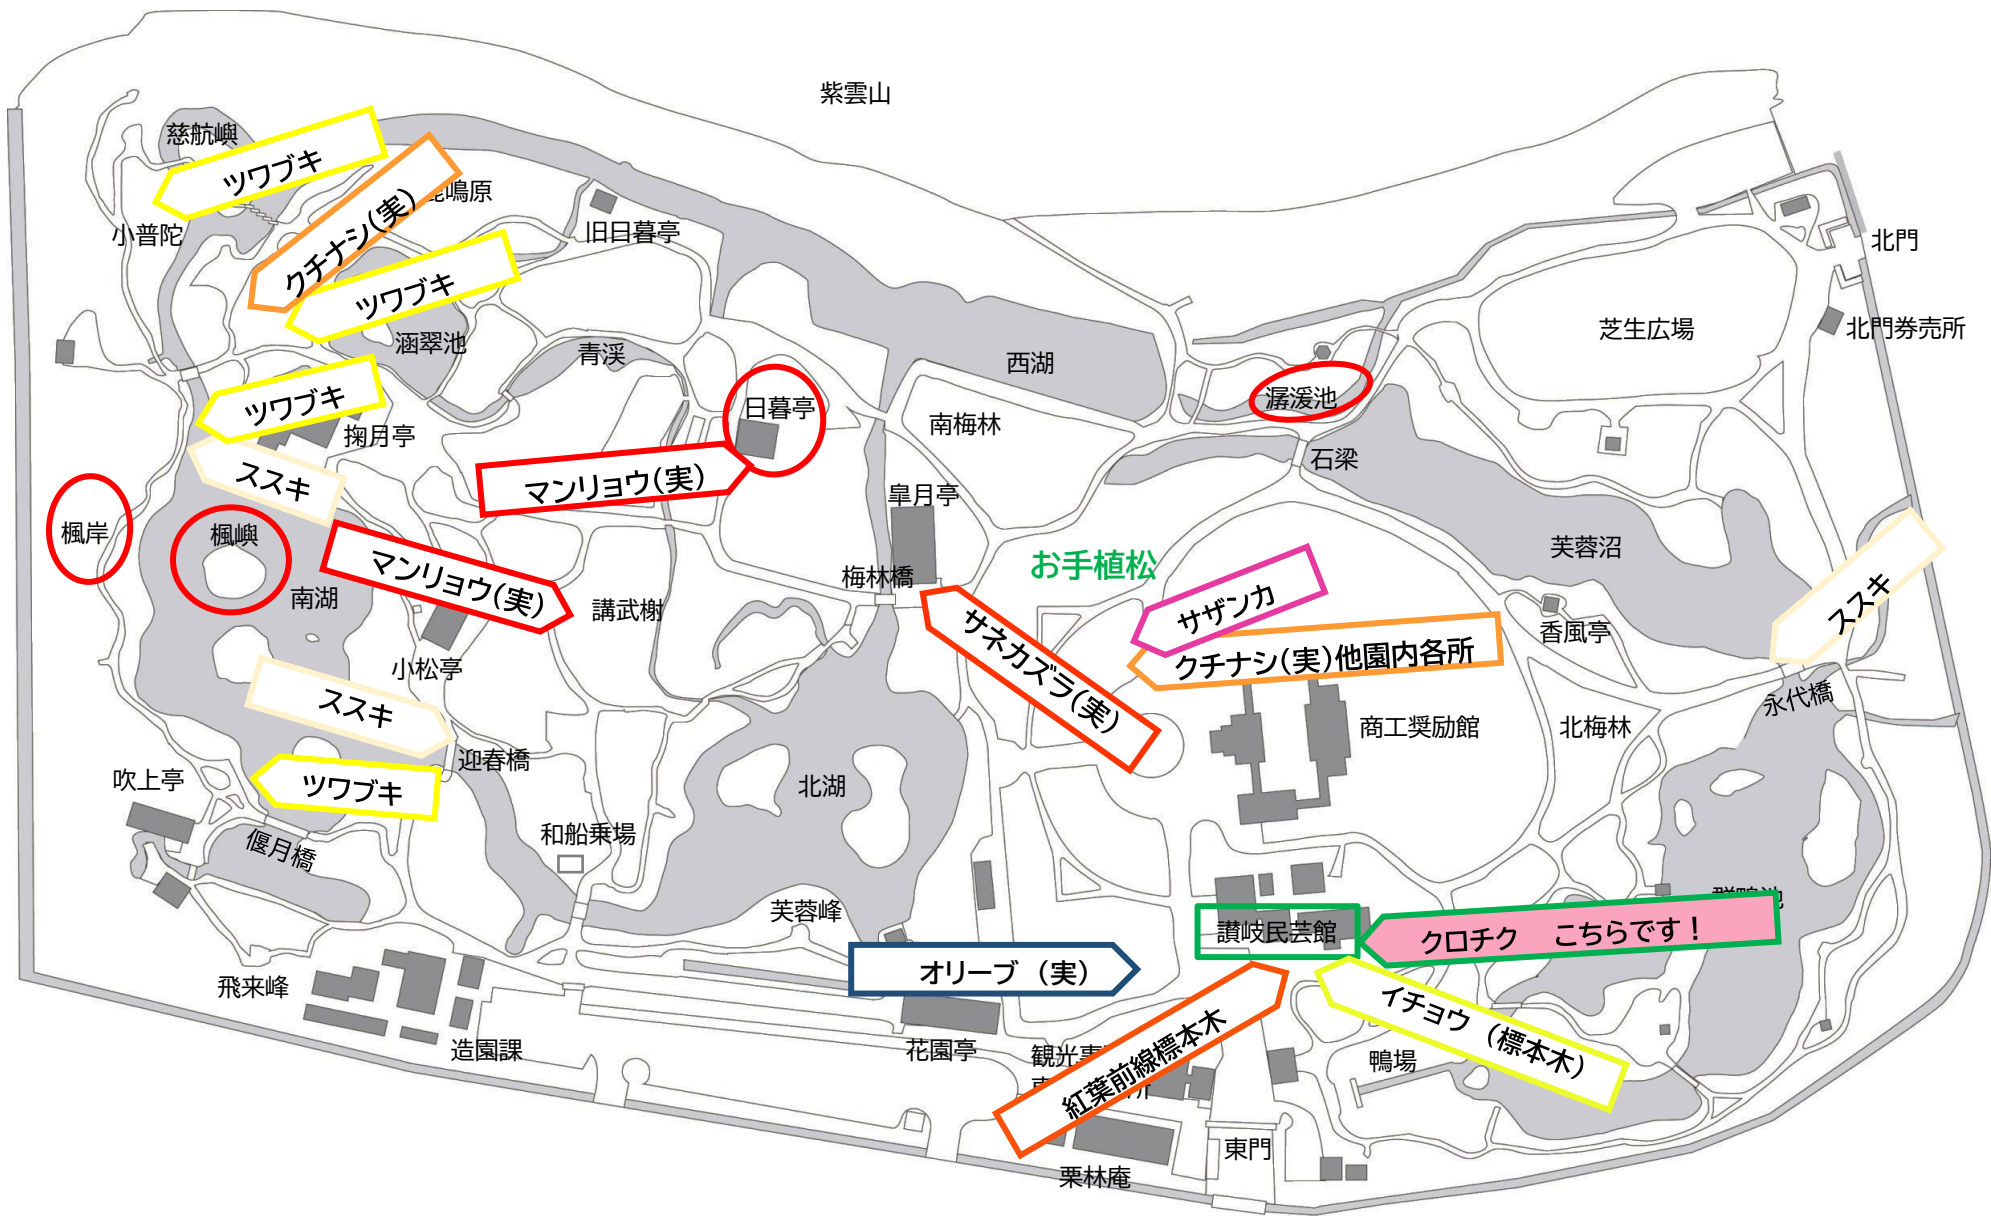 紫雲山
慈航嶼
ツワブキ
クチナシ(実)
鹿鳴原
小普陀
旧日暮亭
北門
ツワブキ
涵翠池
青渓
西湖
芝生広場
北門券売所
ツワブキ
掬月亭
日暮亭
南梅林
潺湲池
石梁
ススキ
マンリョウ(実)
皐月亭
楓岸
楓嶼
南湖
マンリョウ(実)
講武榭
梅林橋
お手植松
芙蓉沼
ススキ
サザンカ
サネカズラ(実)
クチナシ(実)他園内各所
香風亭
小松亭
ススキ
迎春橋
商工奨励館
北梅林
永代橋
吹上亭
ツワブキ
北湖
偃月橋
和船乗場
芙蓉峰
讃岐民芸館
クロチク こちらです！
飛来峰
オリーブ (実)
イチョウ (標本木)
造園課
花園亭
紅葉前線標本木
鴨場
東門
栗林庵